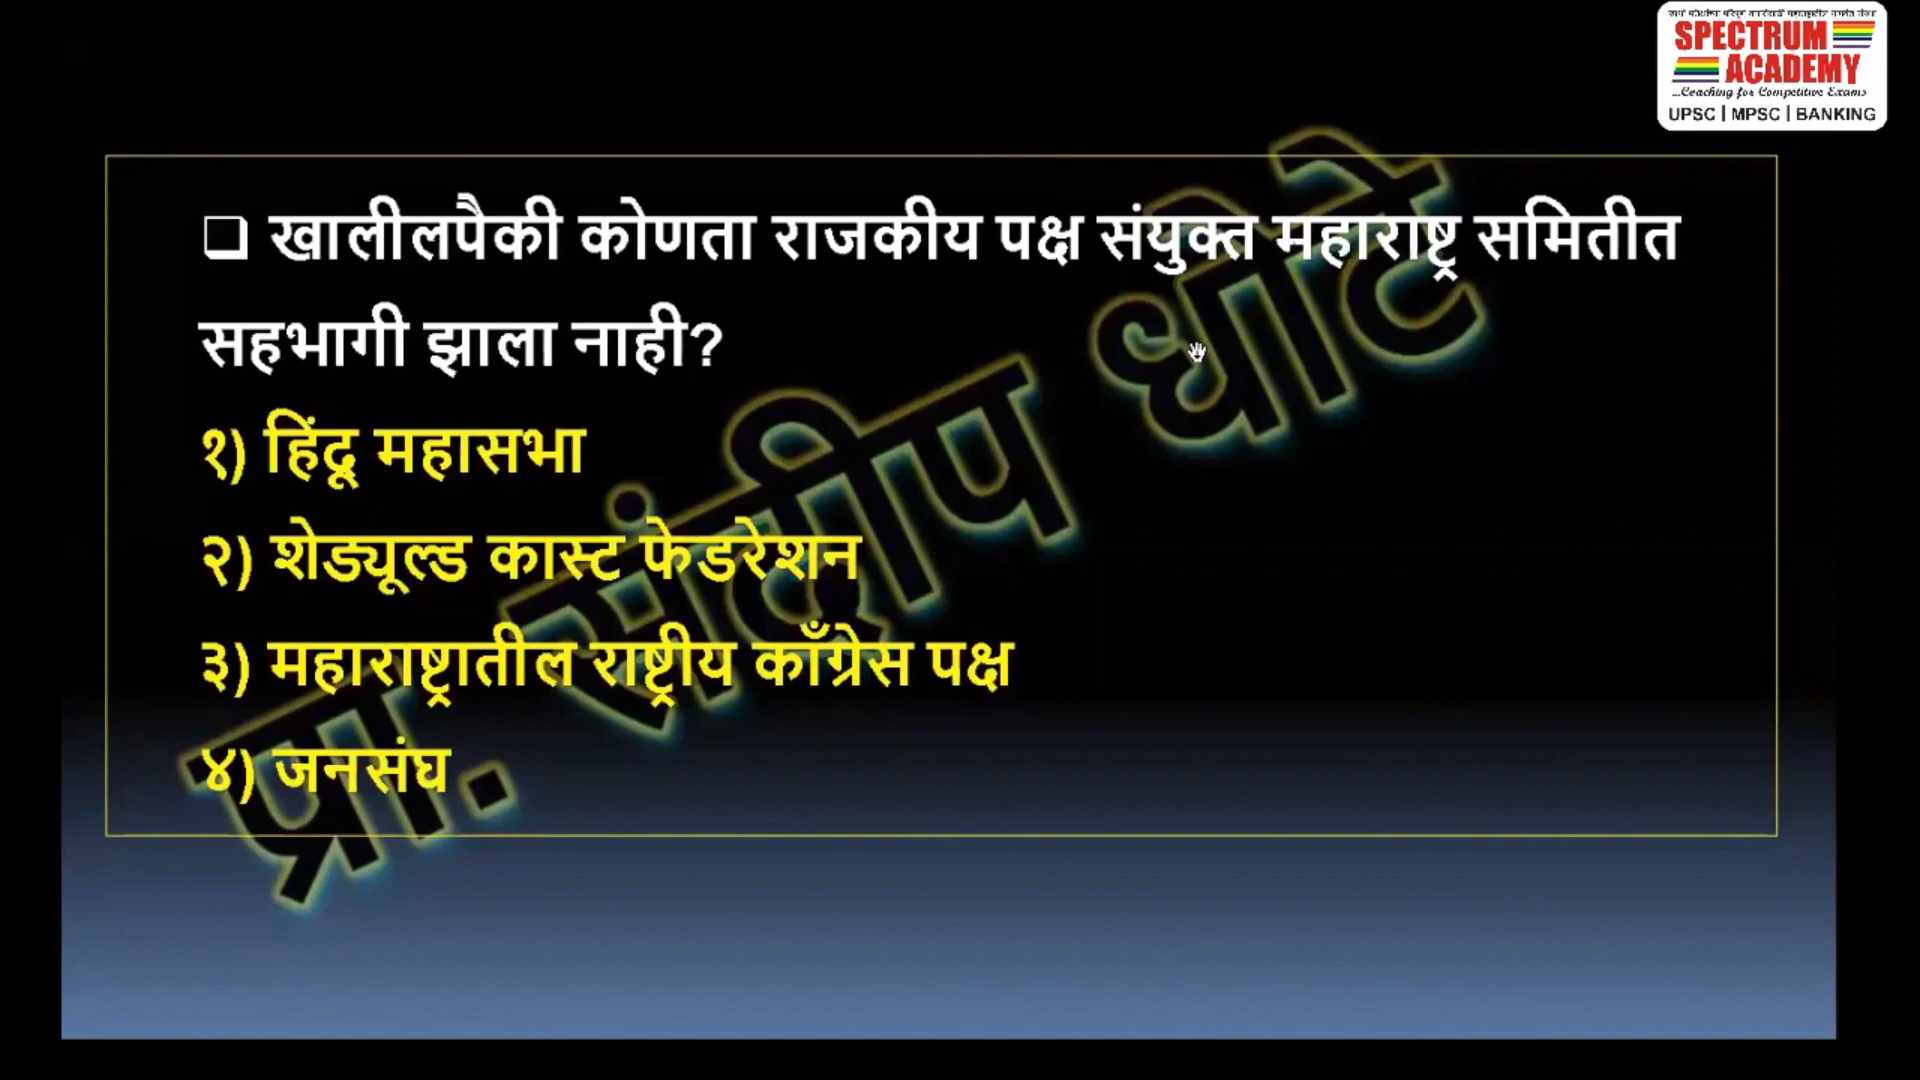 SPECTRUM
ACADEMY
...Coaching for Competitive Exams
UPSC | MPSC | BANKING
❑ खालीलपैकी कोणता राजकीय पक्ष संयुक्त महाराष्ट्र समितीत
सहभागी झाला नाही?
१) हिंदू महासभा
२) शेड्यूल्ड कास्ट फेडरेशन
३) महाराष्ट्रातील राष्ट्रीय काँग्रेस पक्ष
४) जनसंघ
प्रा. संदीप धोटे